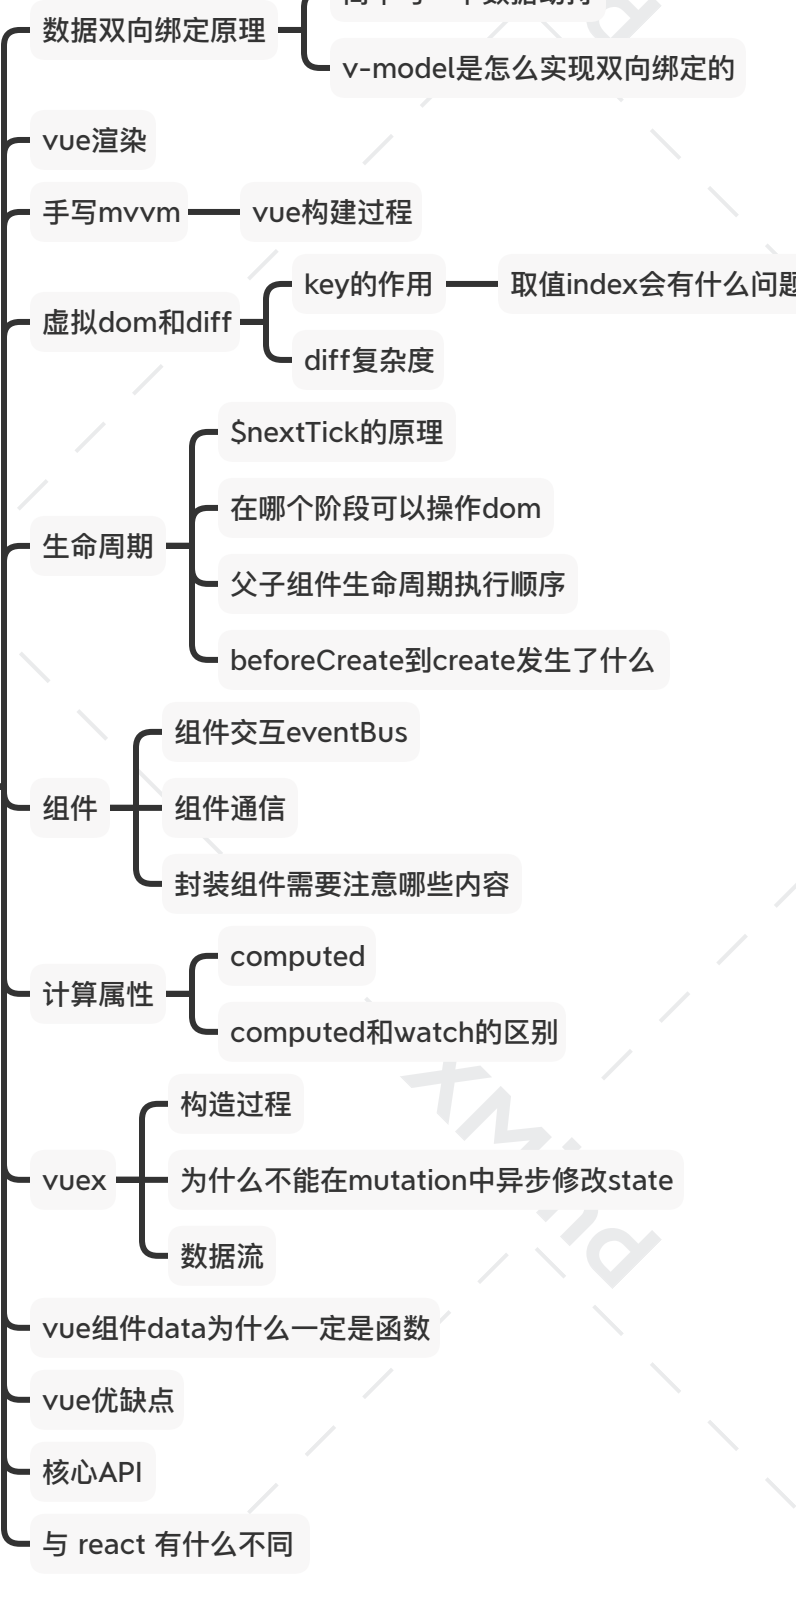 数据双向绑定原理
v-model是怎么实现双向绑定的
vue渲染
手写mvvm
vue构建过程
虚拟dom和diff
key的作用
取值index会有什么问题
diff复杂度
生命周期
$nextTick的原理
在哪个阶段可以操作dom
父子组件生命周期执行顺序
beforeCreate到create发生了什么
组件
组件交互eventBus
组件通信
封装组件需要注意哪些内容
计算属性
computed
computed和watch的区别
vuex
构造过程
为什么不能在mutation中异步修改state
数据流
vue组件data为什么一定是函数
vue优缺点
核心API
与 react 有什么不同
XMind